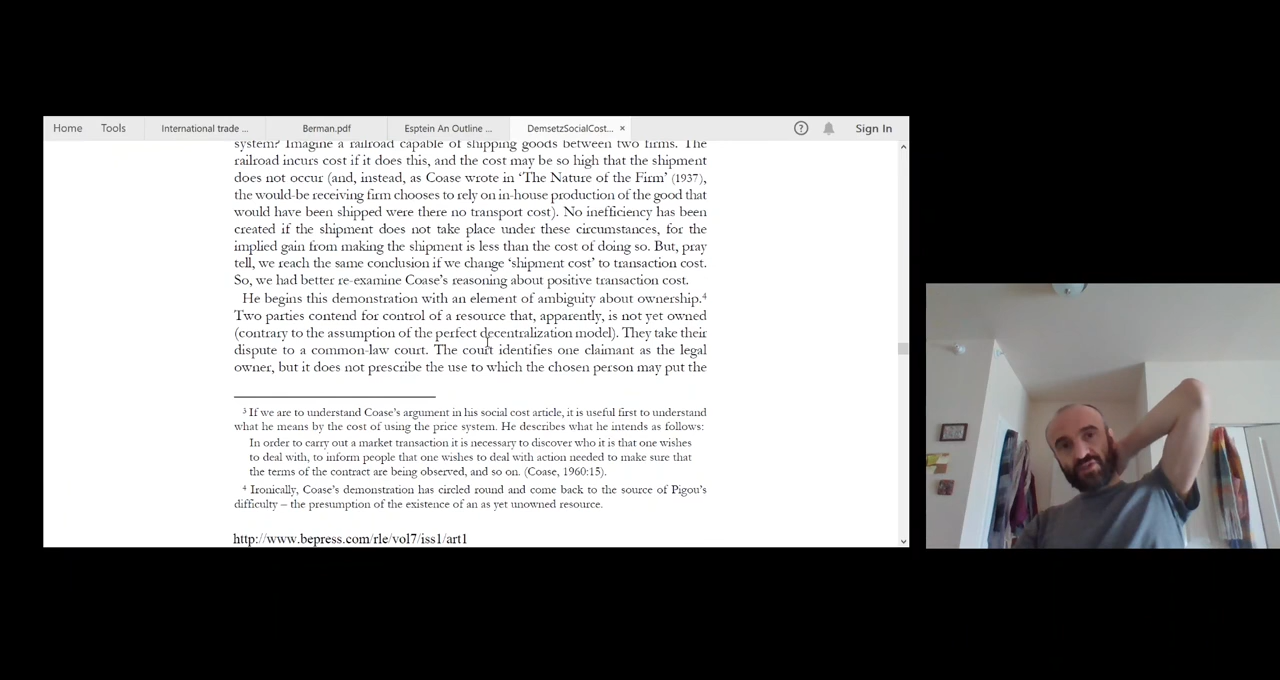 Home Tools International trade ... Berman.pdf Esptein An Outline ... DemsetzSocialCost... × Sign In
system? Imagine a railroad capable of shipping goods between two firms. The
railroad incurs cost if it does this, and the cost may be so high that the shipment
does not occur (and, instead, as Coase wrote in ‘The Nature of the Firm’ (1937),
the would-be receiving firm chooses to rely on in-house production of the good that
would have been shipped were there no transport cost). No inefficiency has been
created if the shipment does not take place under these circumstances, for the
implied gain from making the shipment is less than the cost of doing so. But, pray
tell, we reach the same conclusion if we change ‘shipment cost’ to transaction cost.
So, we had better re-examine Coase’s reasoning about positive transaction cost.
He begins this demonstration with an element of ambiguity about ownership.⁴
Two parties contend for control of a resource that, apparently, is not yet owned
(contrary to the assumption of the perfect decentralization model). They take their
dispute to a common-law court. The court identifies one claimant as the legal
owner, but it does not prescribe the use to which the chosen person may put the
³ If we are to understand Coase’s argument in his social cost article, it is useful first to understand
what he means by the cost of using the price system. He describes what he intends as follows:
In order to carry out a market transaction it is necessary to discover who it is that one wishes
to deal with, to inform people that one wishes to deal with action needed to make sure that
the terms of the contract are being observed, and so on. (Coase, 1960:15).
⁴ Ironically, Coase’s demonstration has circled round and come back to the source of Pigou’s
difficulty – the presumption of the existence of an as yet unowned resource.
http://www.bepress.com/rle/vol7/iss1/art1